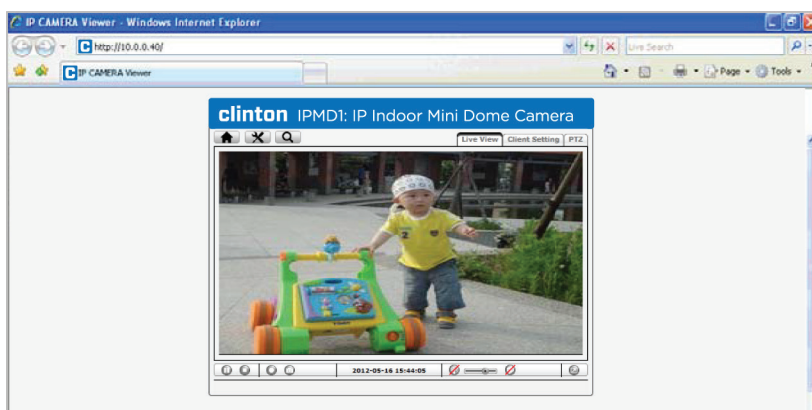 IP CAMERA Viewer - Windows Internet Explorer
http://10.0.0.40/
Live Search
IP CAMERA Viewer
Page
Tools
clinton IPMD1: IP Indoor Mini Dome Camera
Live View
Client Setting
PTZ
2012-05-16 15:44:05